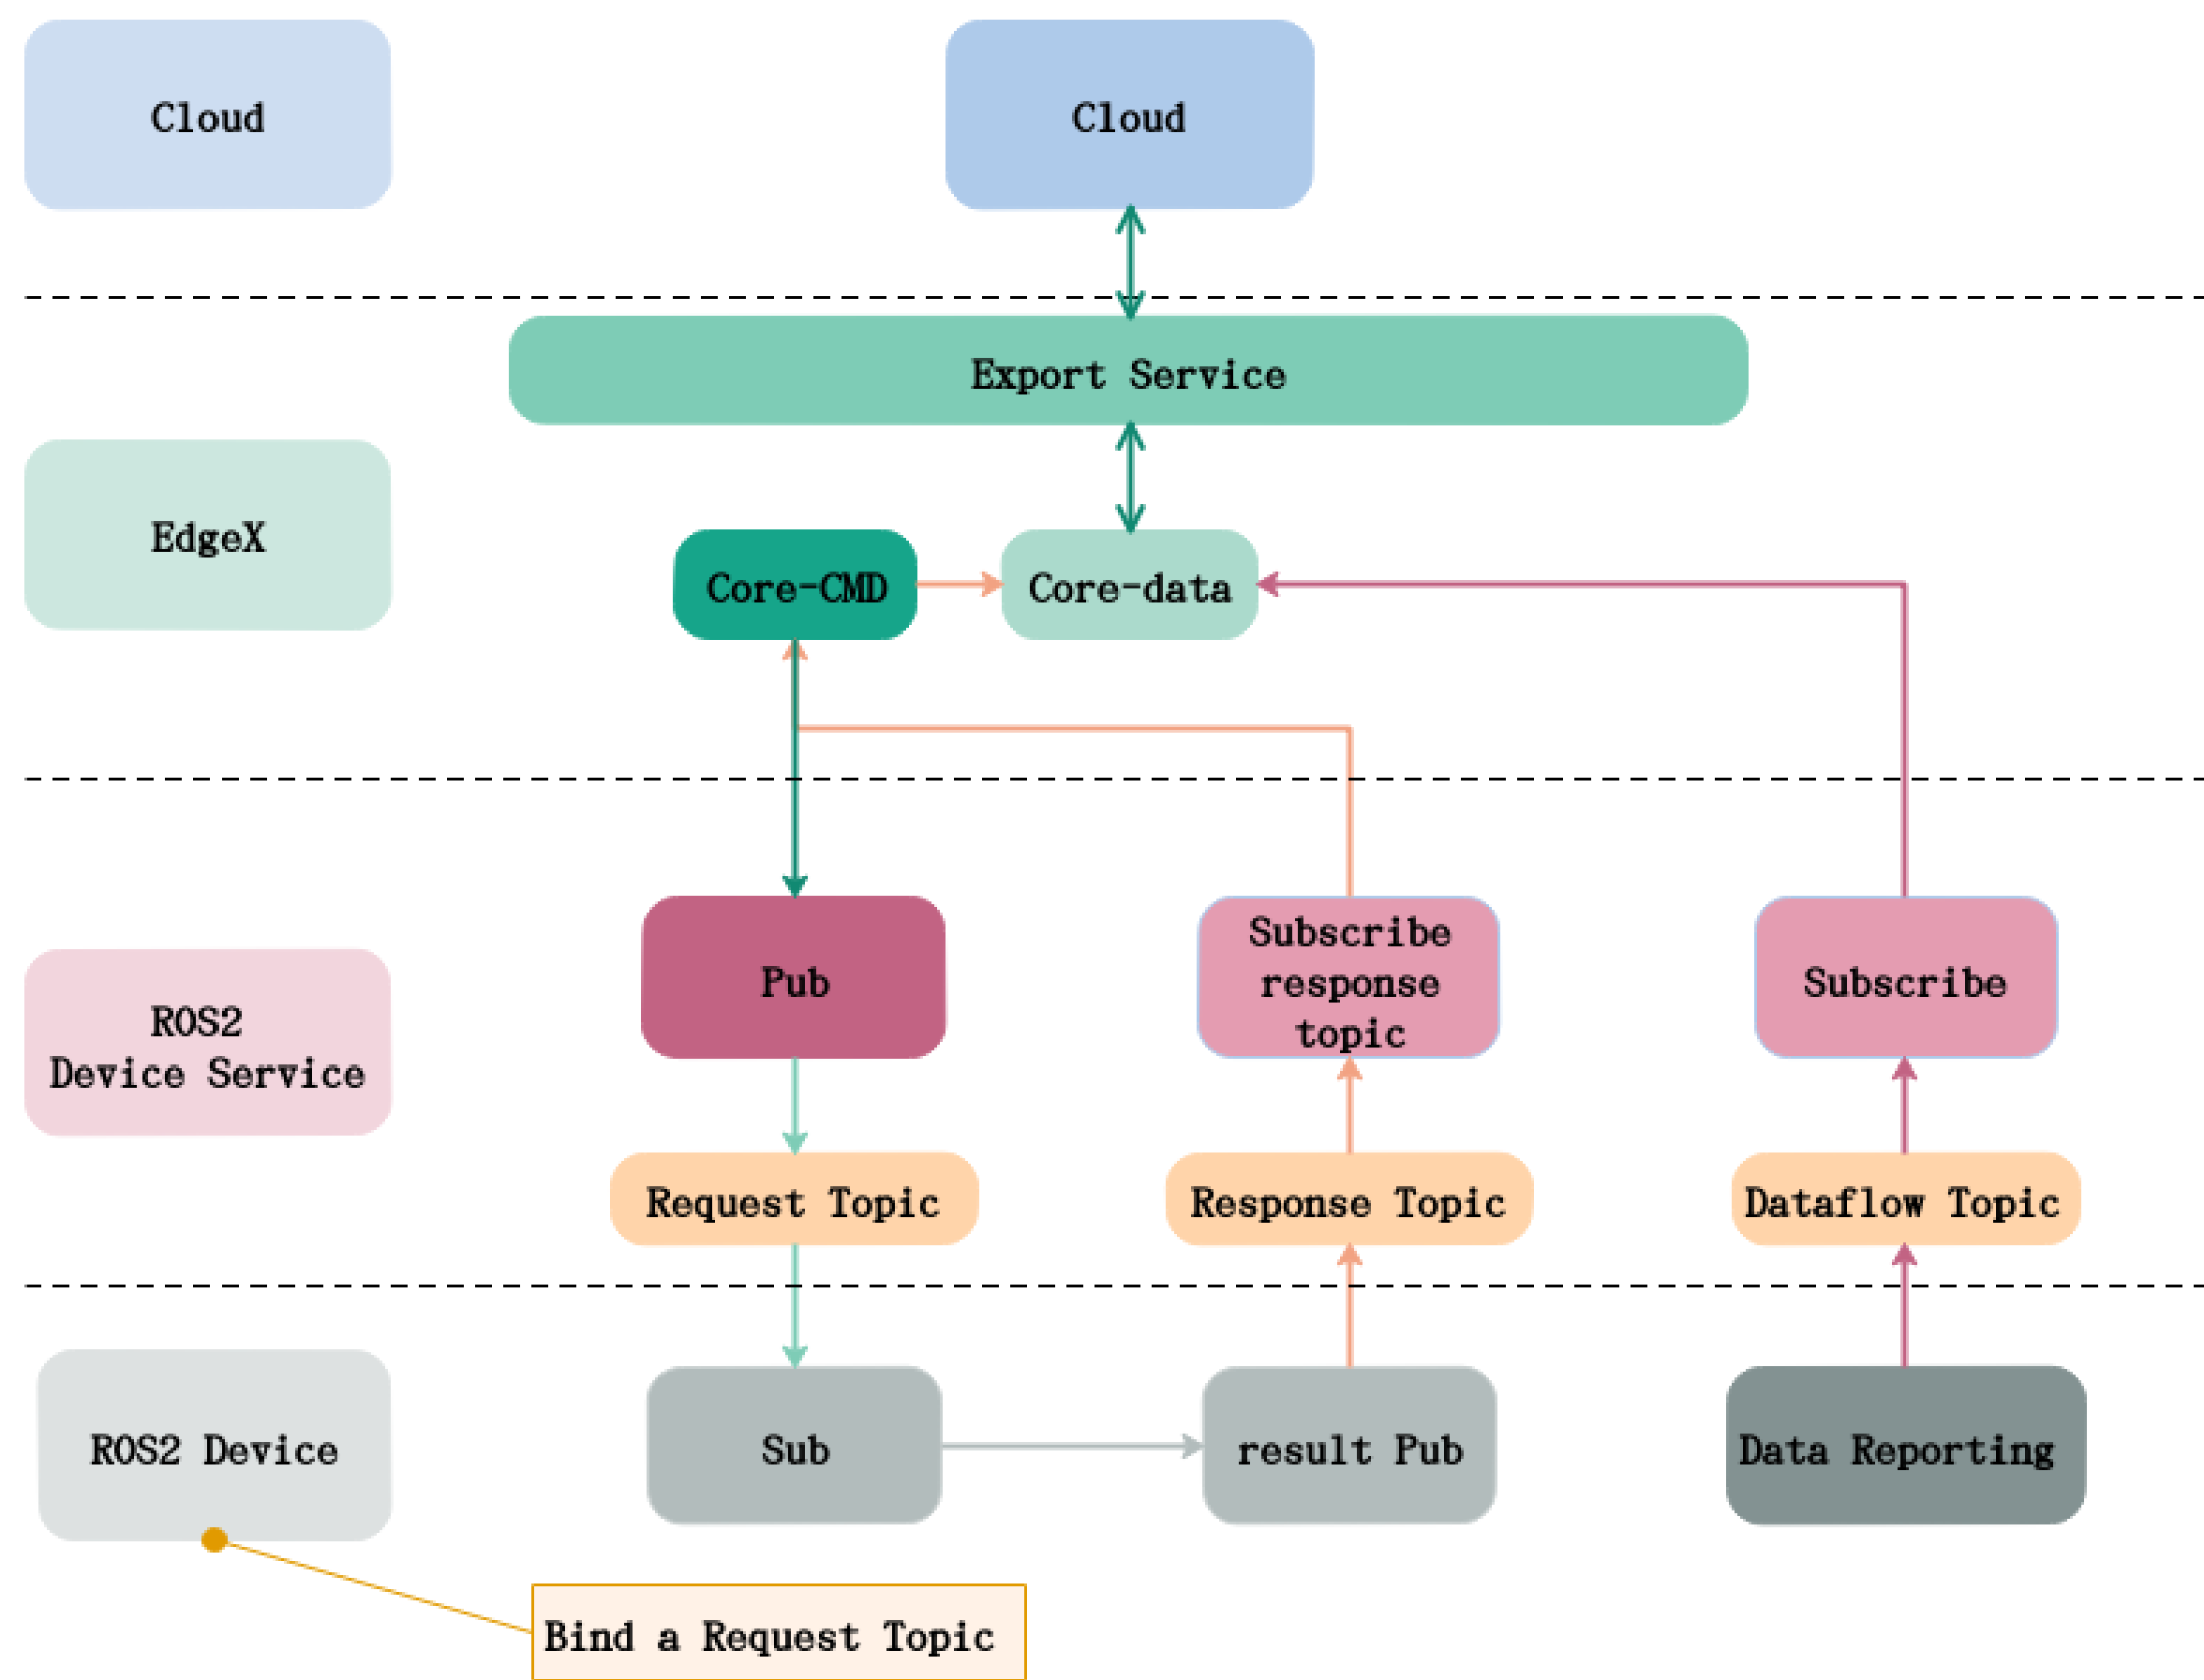 Cloud
Cloud
Export Service
EdgeX
Core-CMD
Core-data
ROS2
Device Service
Pub
Subscribe
response
topic
Subscribe
Request Topic
Response Topic
Dataflow Topic
ROS2 Device
Sub
result Pub
Data Reporting
Bind a Request Topic